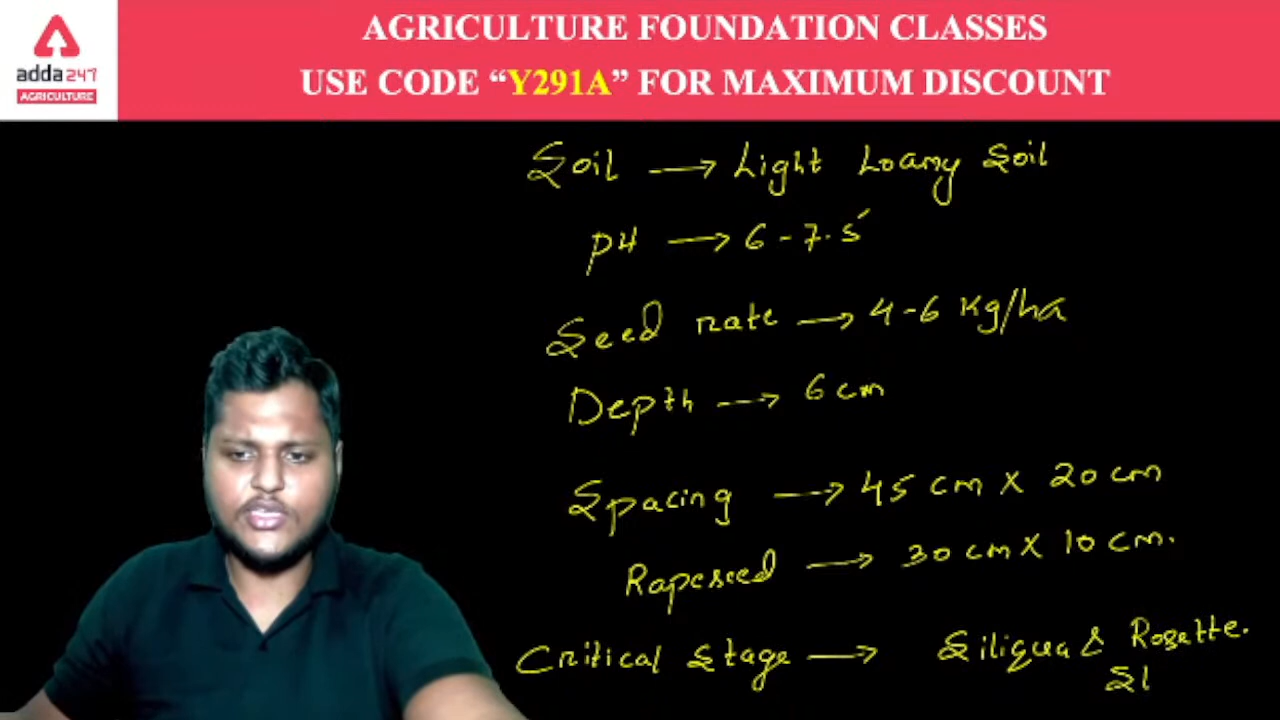 AGRICULTURE FOUNDATION CLASSES
USE CODE “Y291A” FOR MAXIMUM DISCOUNT
adda247
AGRICULTURE
Soil → Light Loamy Soil
PH → 6-7.5
Seed rate → 4-6 Kg/ha
Depth → 6 cm
Spacing → 45 cm X 20 cm
Rapeseed → 30 cm X 10 cm.
Critical Stage → Siliqua & Rosette.
St